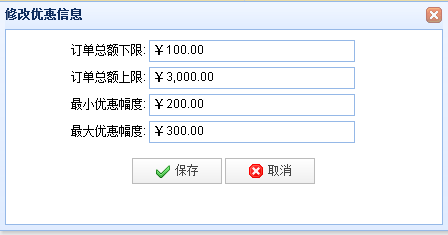 修改优惠信息
订单总额下限: ￥100.00
订单总额上限: ￥3,000.00
最小优惠幅度: ￥200.00
最大优惠幅度: ￥300.00
保存 取消